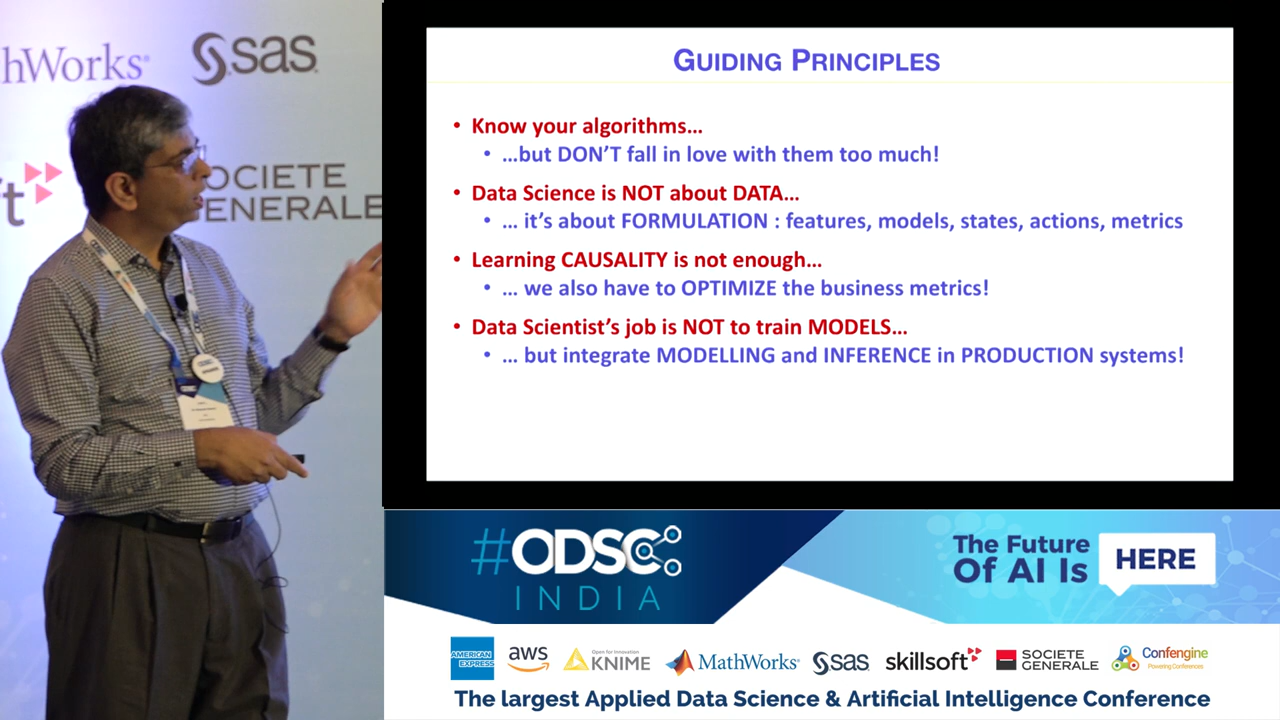 hWorks
sas
ft
OCIETE
ENERALE
GUIDING PRINCIPLES
• Know your algorithms...
• ...but DON'T fall in love with them too much!
• Data Science is NOT about DATA...
• ... it's about FORMULATION : features, models, states, actions, metrics
• Learning CAUSALITY is not enough...
• ... we also have to OPTIMIZE the business metrics!
• Data Scientist's job is NOT to train MODELS...
• ... but integrate MODELLING and INFERENCE in PRODUCTION systems!
#ODSC
INDIA
The Future
Of AI Is
HERE
AMERICAN
EXPRESS
aws
Open for Innovation
KNIME
MathWorks®
sas
skillsoft
SOCIETE
GENERALE
Confengine
Powering Conferences
The largest Applied Data Science & Artificial Intelligence Conference